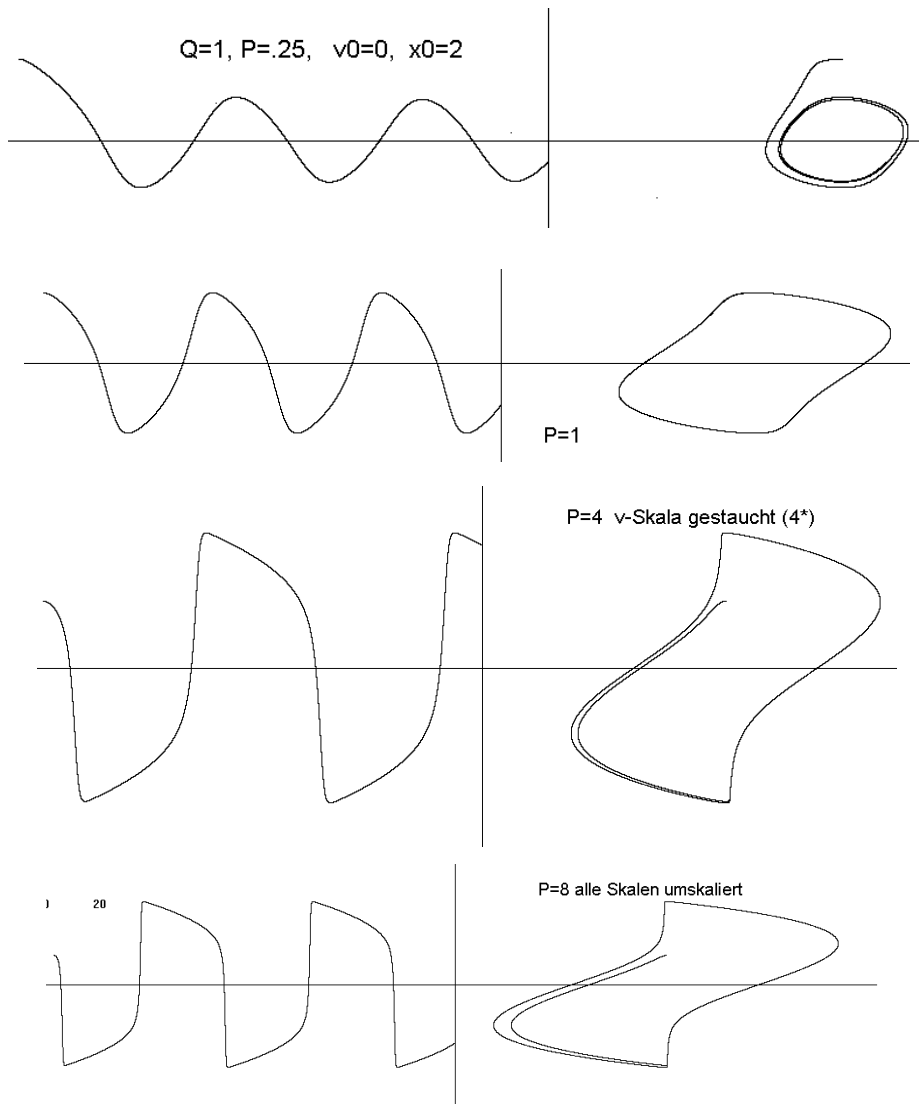 Q=1, P=.25, v0=0, x0=2
P=1
P=4 v-Skala gestaucht (4*)
P=8 alle Skalen umskaliert
20